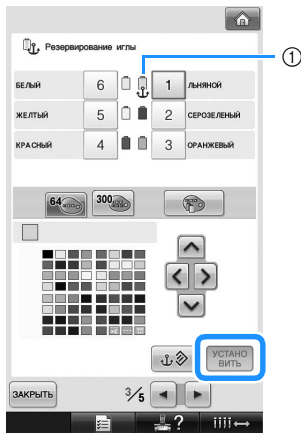 Резервирование иглы
①
БЕЛЫЙ 6 1 ЛЬНЯНОЙ
ЖЕЛТЫЙ 5 2 СЕРОЗЕЛЕНЫЙ
КРАСНЫЙ 4 3 ОРАНЖЕВЫЙ
64 300
УСТАНО
ВИТЬ
ЗАКРЫТЬ 3/5
?